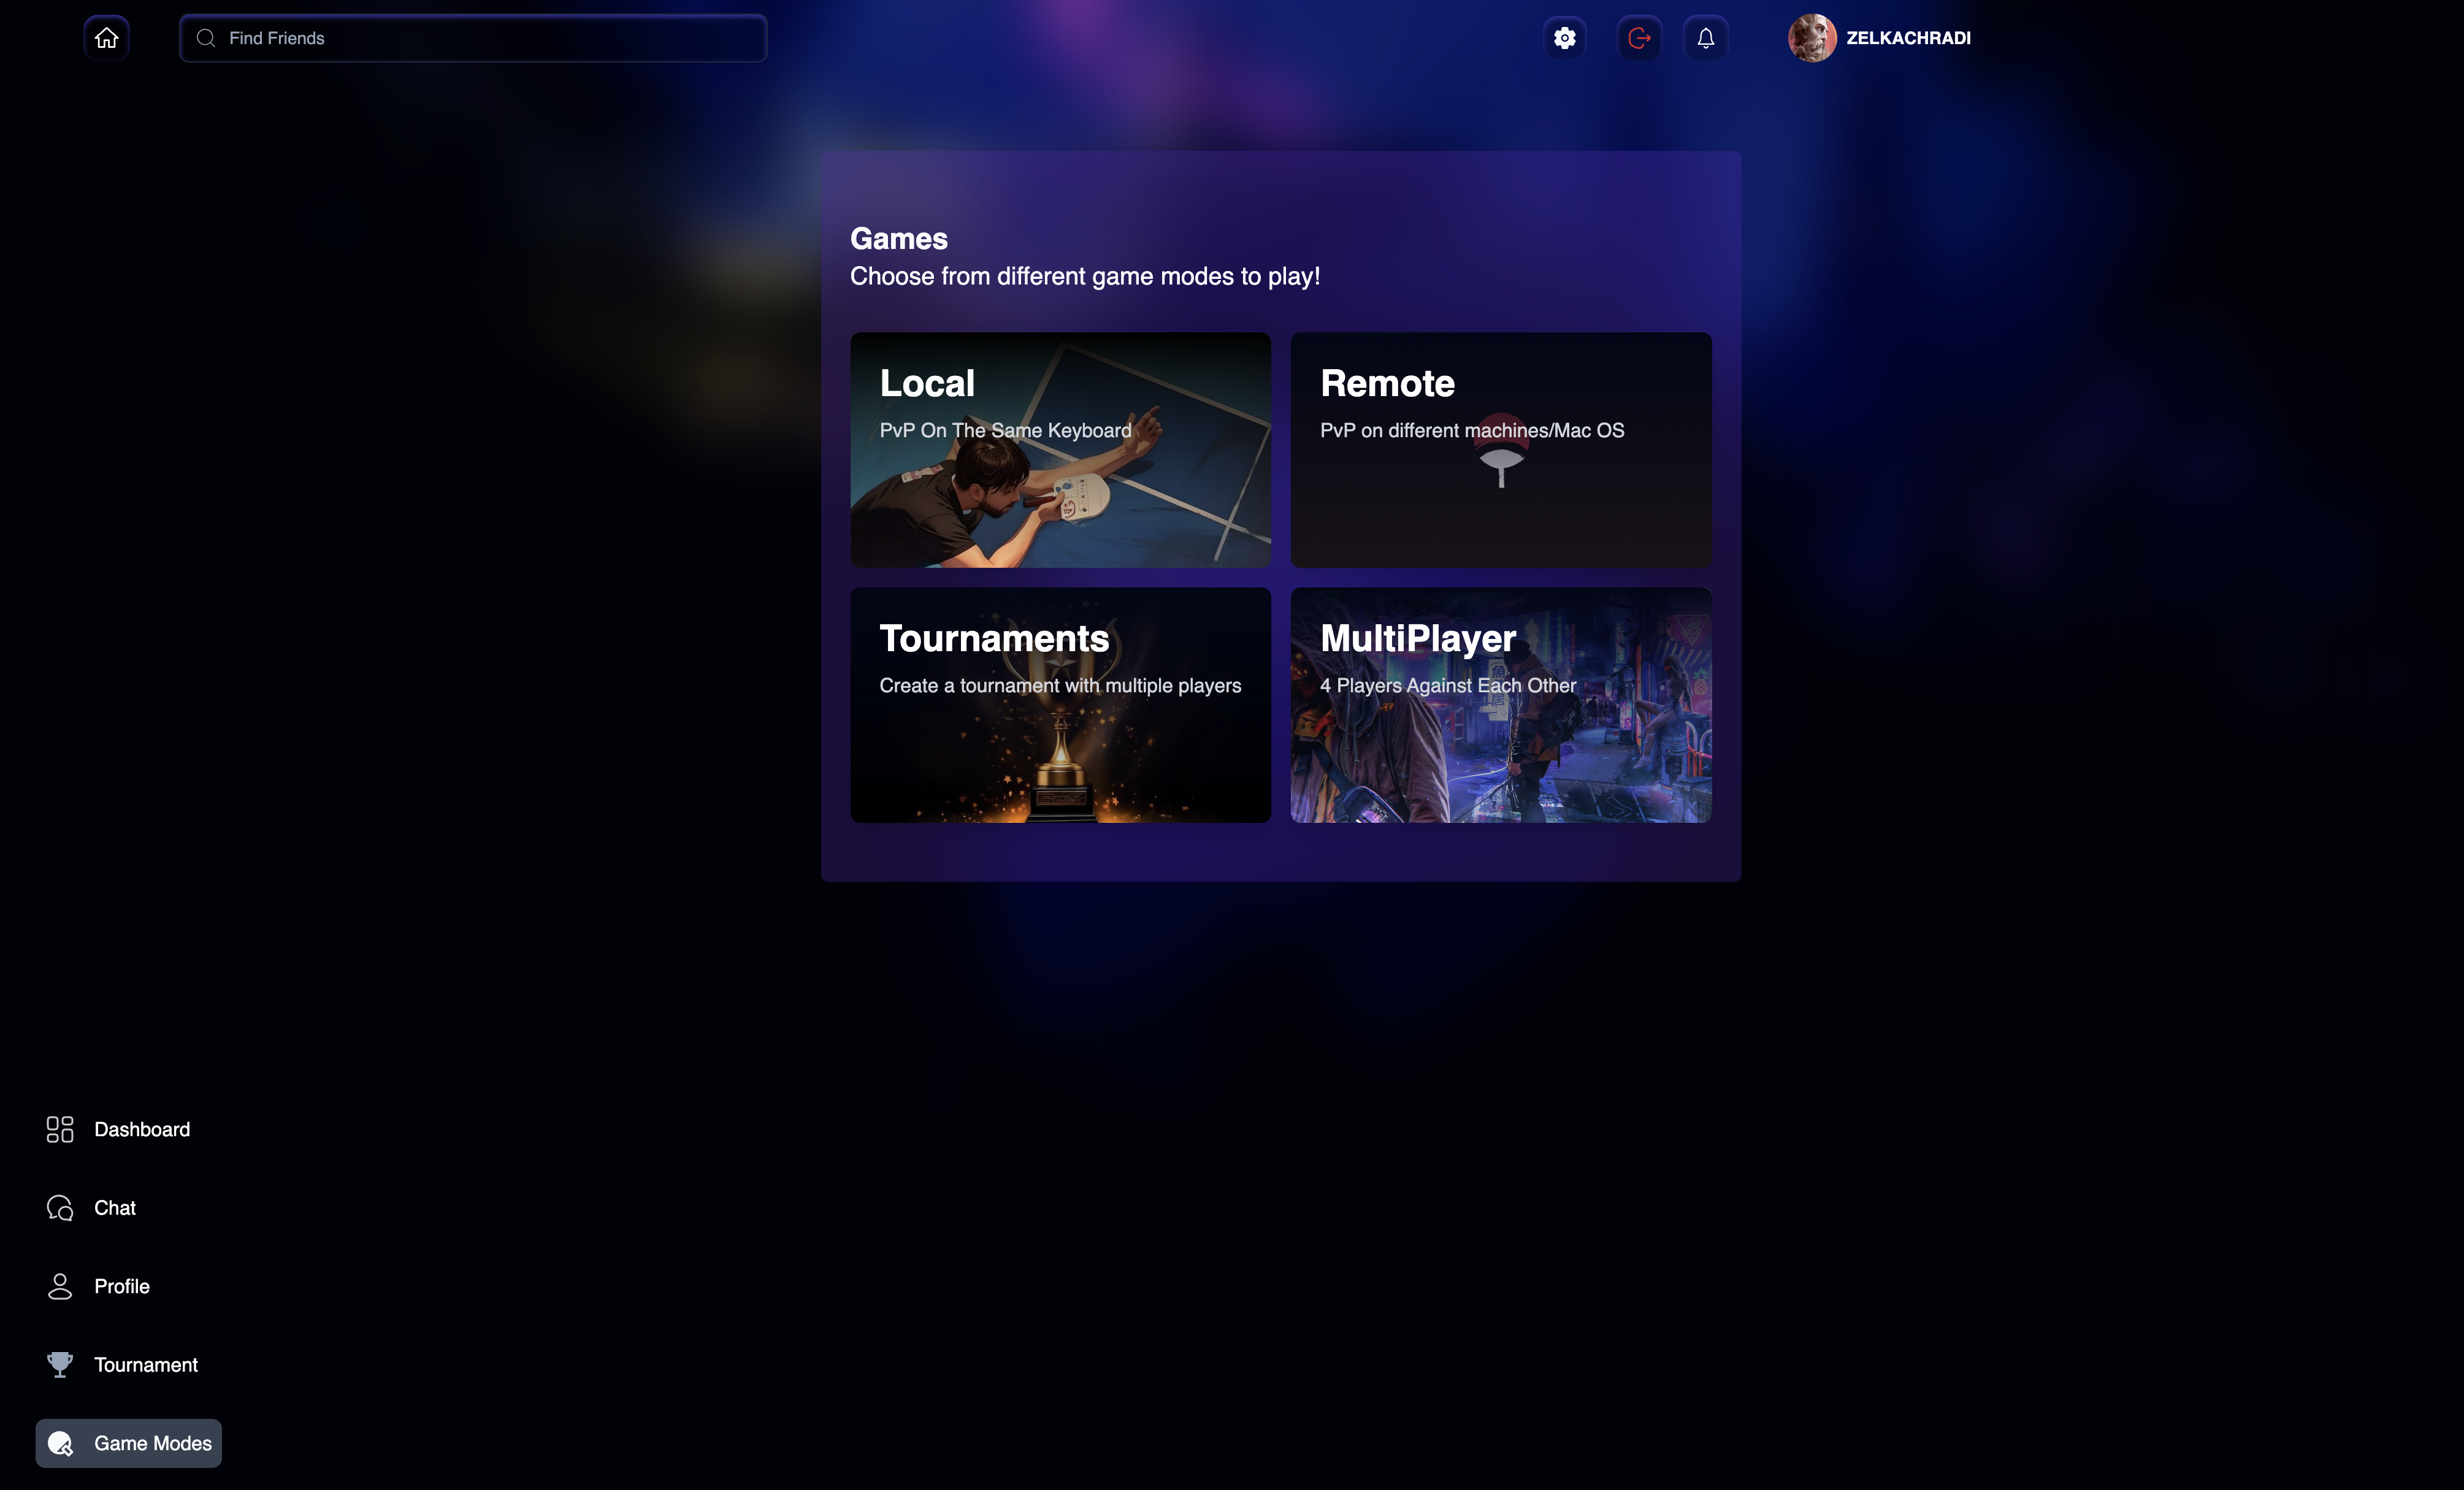 Find Friends
ZELKACHRADI
Games
Choose from different game modes to play!
Local
PvP On The Same Keyboard
Remote
PvP on different machines/Mac OS
Tournaments
Create a tournament with multiple players
MultiPlayer
4 Players Against Each Other
Dashboard
Chat
Profile
Tournament
Game Modes